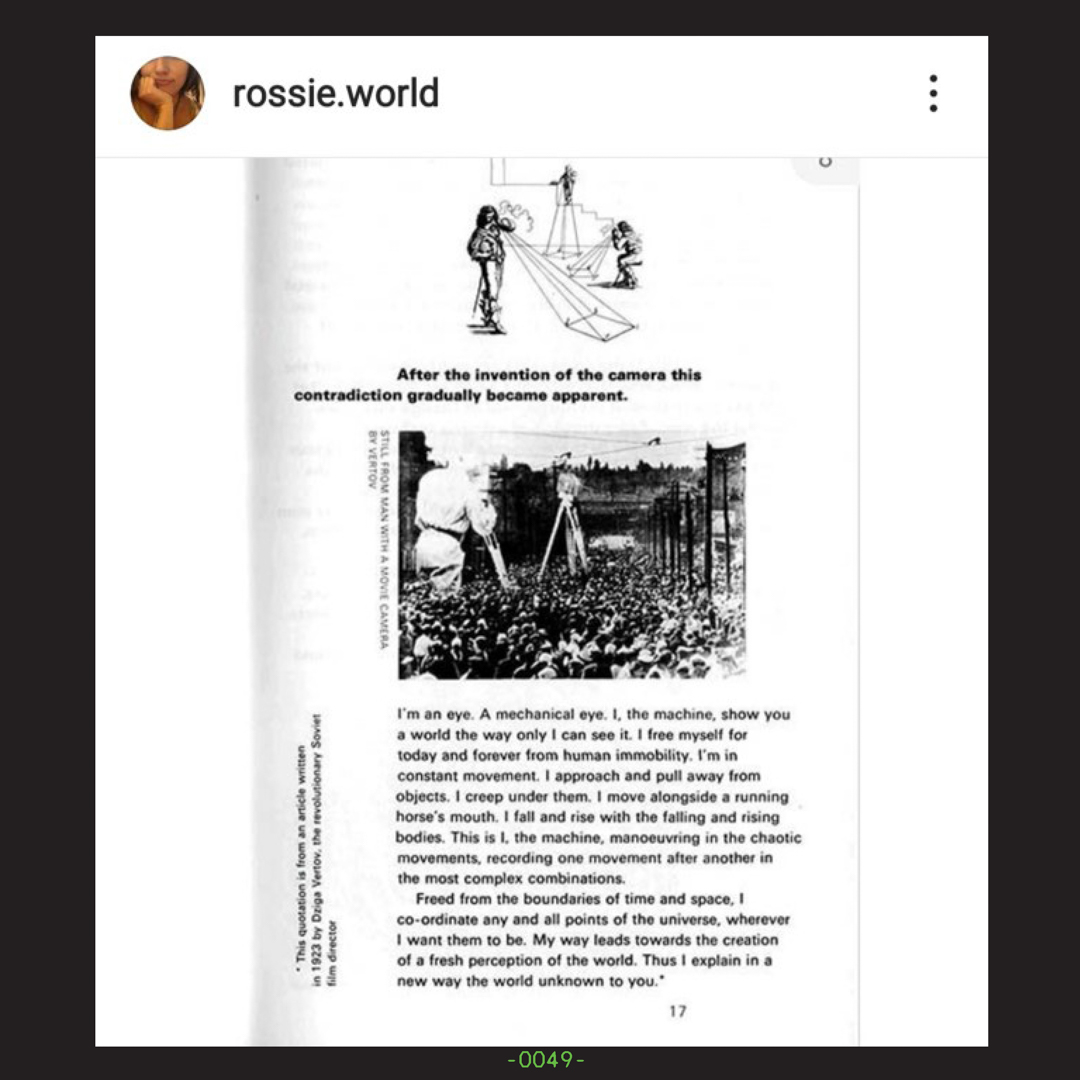 rossie.world
After the invention of the camera this
contradiction gradually became apparent.
STILL FROM MAN WITH A MOVIE CAMERA
BY VERTOV
I'm an eye. A mechanical eye. I, the machine, show you
a world the way only I can see it. I free myself for
today and forever from human immobility. I'm in
constant movement. I approach and pull away from
objects. I creep under them. I move alongside a running
horse's mouth. I fall and rise with the falling and rising
bodies. This is I, the machine, manoeuvring in the chaotic
movements, recording one movement after another in
the most complex combinations.
Freed from the boundaries of time and space, I
co-ordinate any and all points of the universe, wherever
I want them to be. My way leads towards the creation
of a fresh perception of the world. Thus I explain in a
new way the world unknown to you.*
* This quotation is from an article written
in 1923 by Dziga Vertov, the revolutionary Soviet
film director
17
-0049-